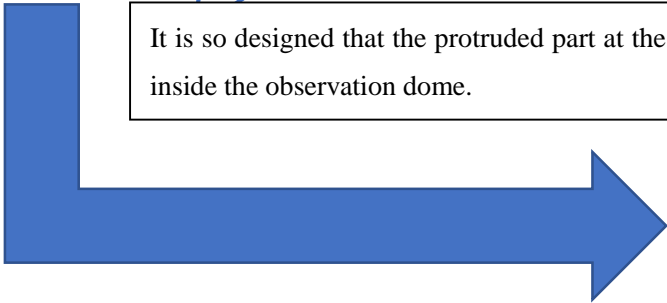 It is so designed that the protruded part at the
inside the observation dome.